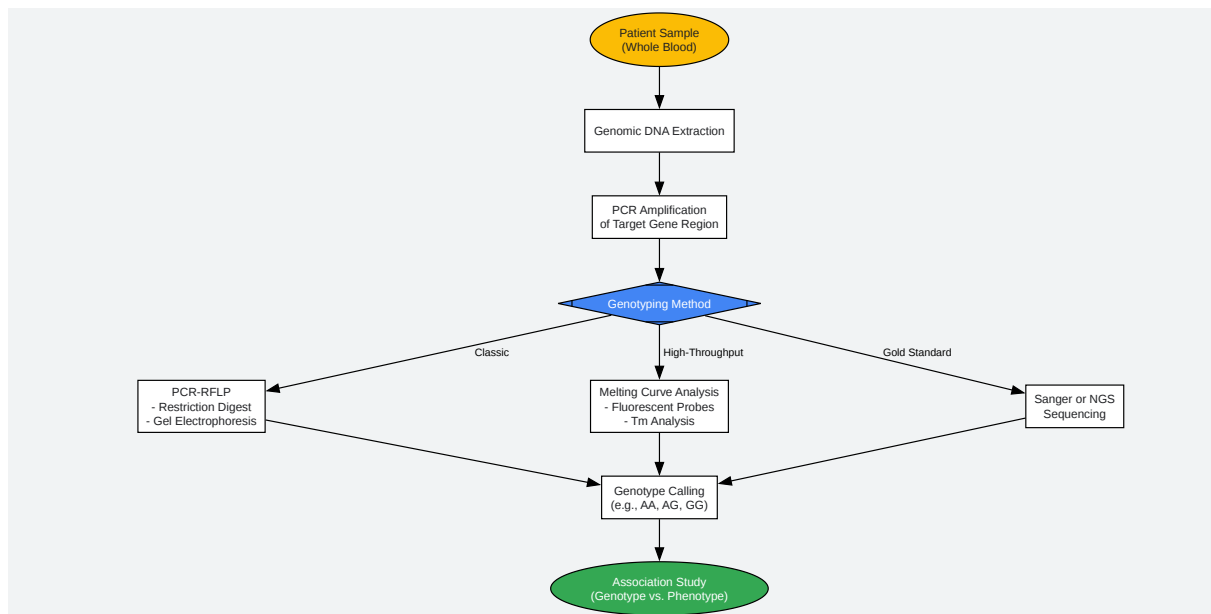 Patient Sample
(Whole Blood)
Genomic DNA Extraction
PCR Amplification
of Target Gene Region
Genotyping Method
Classic
High-Throughput
Gold Standard
PCR-RFLP
- Restriction Digest
- Gel Electrophoresis
Melting Curve Analysis
- Fluorescent Probes
- Tm Analysis
Sanger or NGS
Sequencing
Genotype Calling
(e.g., AA, AG, GG)
Association Study
(Genotype vs. Phenotype)